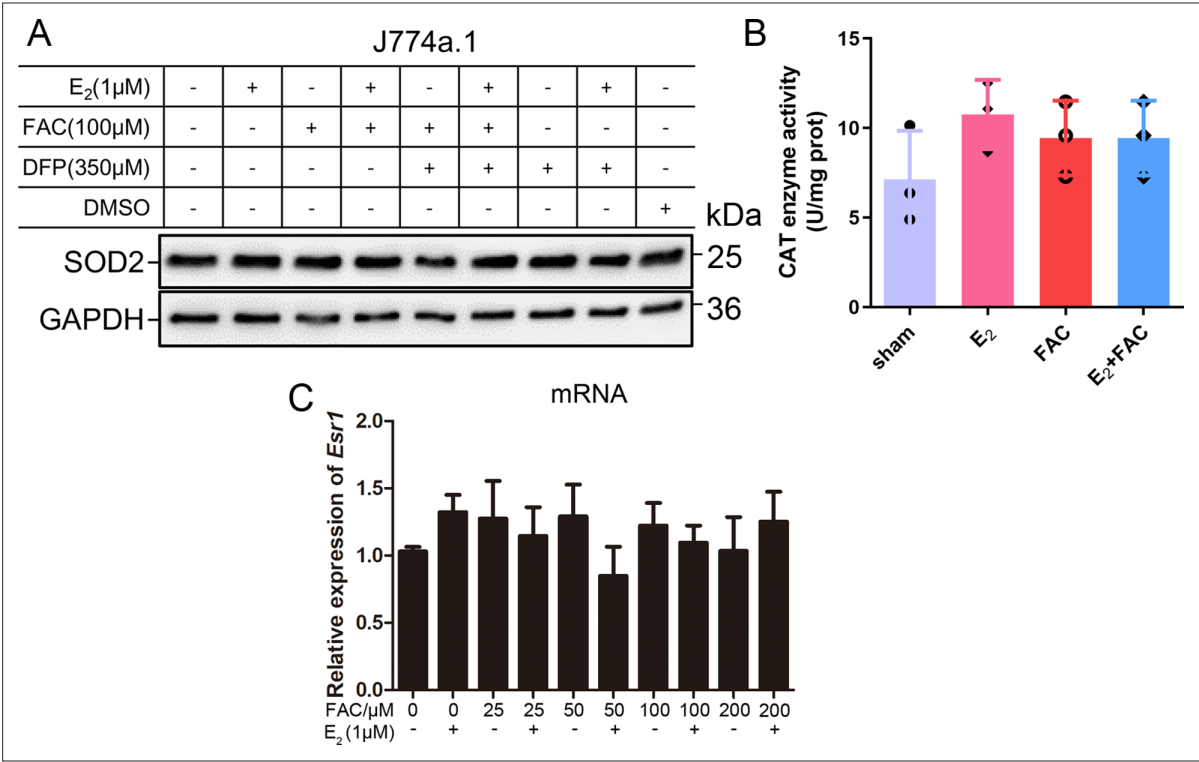 A
J774a.1
E₂(1μM) - + - + - + - + -
FAC(100μM) - - + + + + - - -
DFP(350μM) - - - - + + + + -
DMSO - - - - - - - - +
kDa
SOD2 25
GAPDH 36
B
CAT enzyme activity
(U/mg prot)
15
10
5
0
sham E₂ FAC E₂+FAC
C
mRNA
Relative expression of Esr1
2.0
1.5
1.0
0.5
0.0
FAC/μM 0 0 25 25 50 50 100 100 200 200
E₂(1μM) - + - + - + - + - +